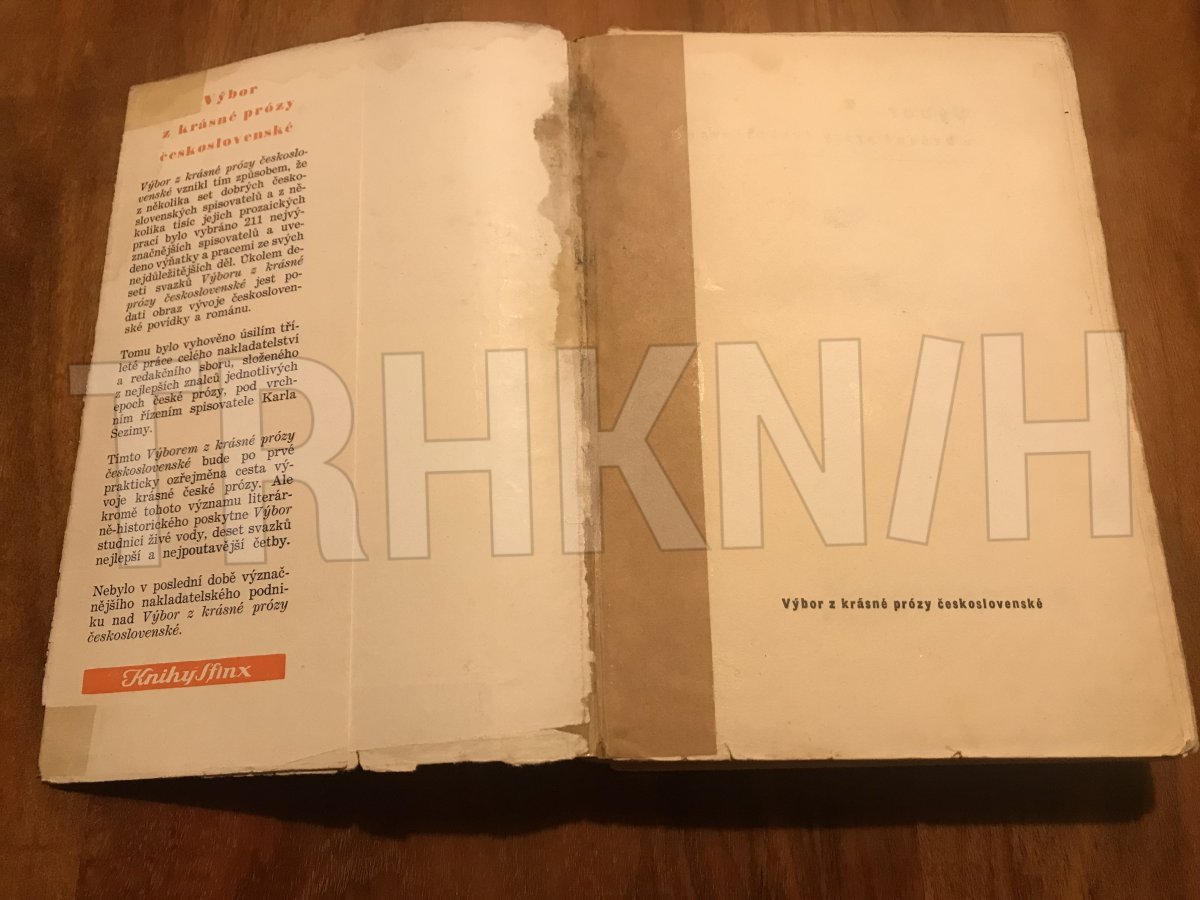 Výbor
z krásné prózy
československé
Výbor z krásné prózy českoslo-
venské vznikl tím způsobem, že
z několika set dobrých česko-
slovenských spisovatelů a z ně-
kolika tisíc jejich prozaických
prací bylo vybráno 211 nejvý-
značnějších spisovatelů a uve-
deno výňatky a pracemi ze svých
nejdůležitějších děl. Úkolem de-
seti svazků Výboru z krásné
prózy československé jest po-
dati obraz vývoje českosloven-
ské povídky a románu.
Tomu bylo vyhověno úsilím tří-
leté práce celého nakladatelství
a redakčního sboru, složeného
z nejlepších znalců jednotlivých
epoch české prózy, pod vrch-
ním řízením spisovatele Karla
Sezimy.
Tímto Výborem z krásné prózy
československé bude po prvé
prakticky ozřejměna cesta vý-
voje krásné české prózy. Ale
kromě tohoto významu literár-
ně-historického poskytne Výbor
studnici živé vody, deset svazků
nejlepší a nejpoutavější četby.
Nebylo v poslední době význač-
nějšího nakladatelského podni-
ku nad Výbor z krásné prózy
československé.
Knihy Sfinx
Výbor z krásné prózy československé
TRHKN/H